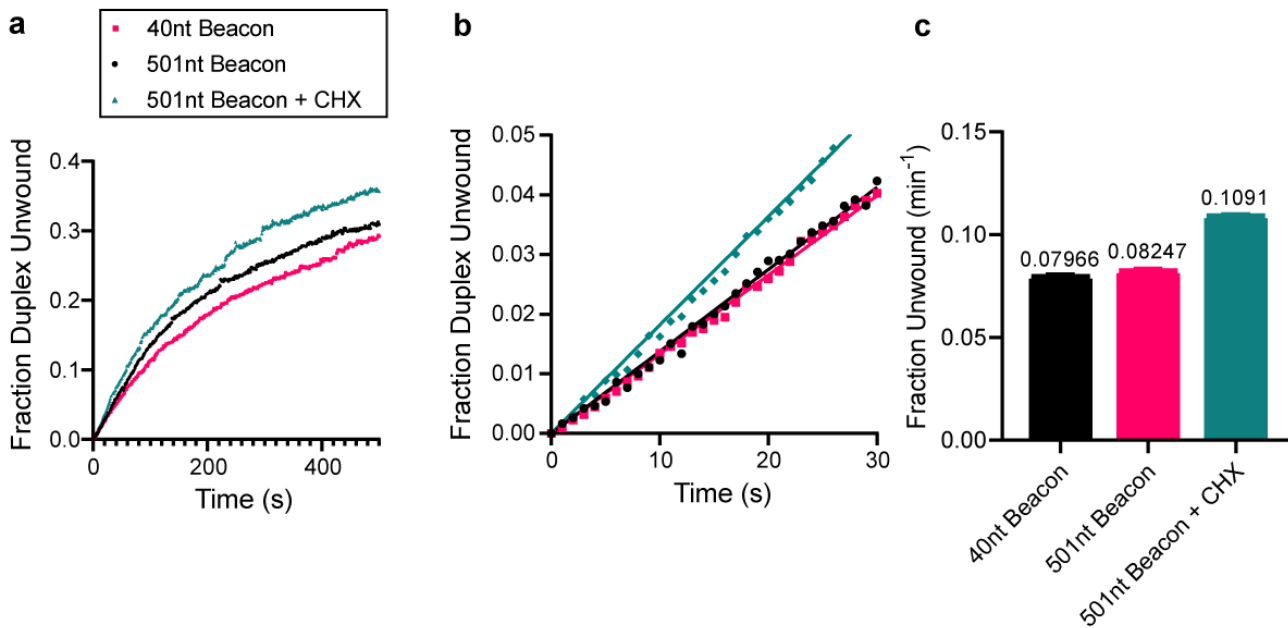 a
40nt Beacon
501nt Beacon
501nt Beacon + CHX
Fraction Duplex Unwound
0.4
0.3
0.2
0.1
0.0
0
200
400
Time (s)
b
Fraction Duplex Unwound
0.05
0.04
0.03
0.02
0.01
0.00
0
10
20
30
Time (s)
c
Fraction Unwound (min⁻¹)
0.15
0.10
0.05
0.00
0.07966
0.08247
0.1091
40nt Beacon
501nt Beacon
501nt Beacon + CHX